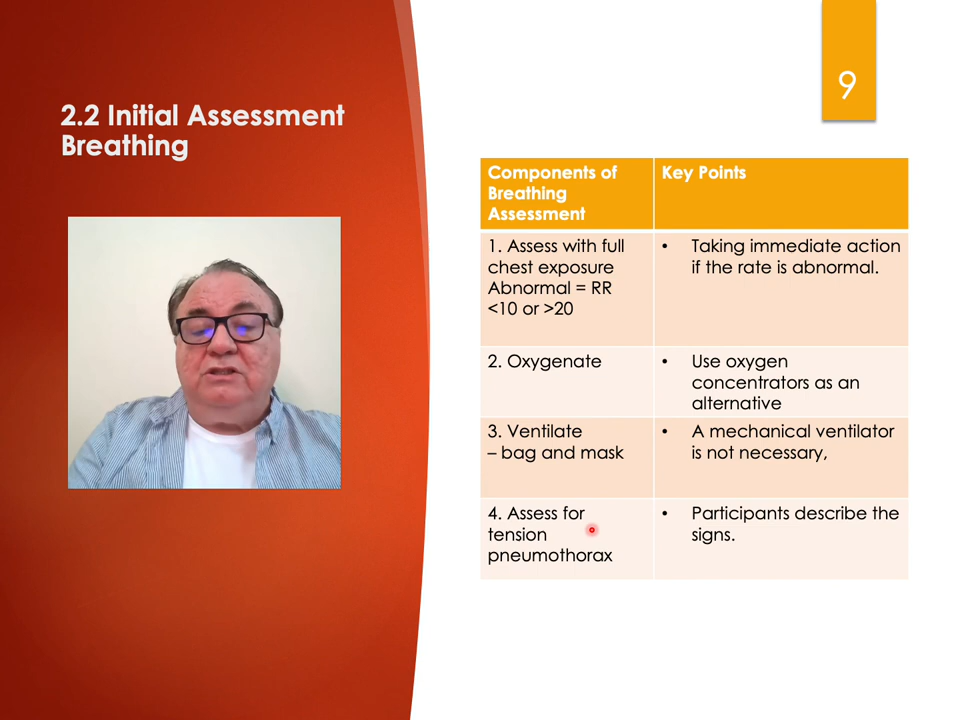 9
2.2 Initial Assessment
Breathing
Components of
Breathing
Assessment
Key Points
1. Assess with full
chest exposure
Abnormal = RR
<10 or >20
• Taking immediate action
if the rate is abnormal.
2. Oxygenate
• Use oxygen
concentrators as an
alternative
3. Ventilate
– bag and mask
• A mechanical ventilator
is not necessary,
4. Assess for
tension
pneumothorax
• Participants describe the
signs.